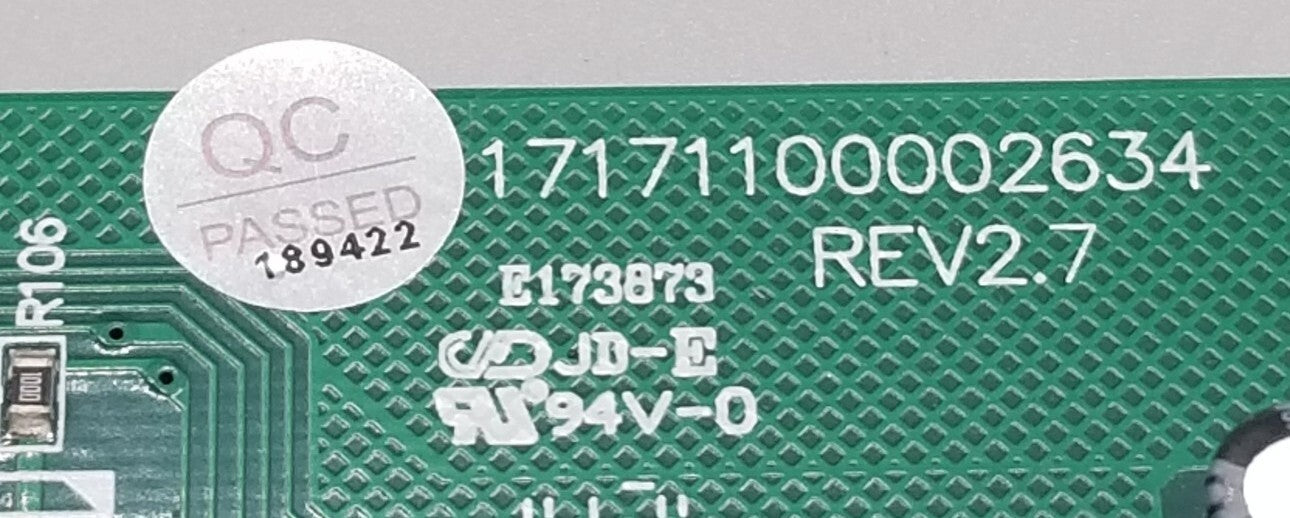 QC
PASSED
189422
17171100002634
REV2.7
E173873
JD-E
94V-0
R106